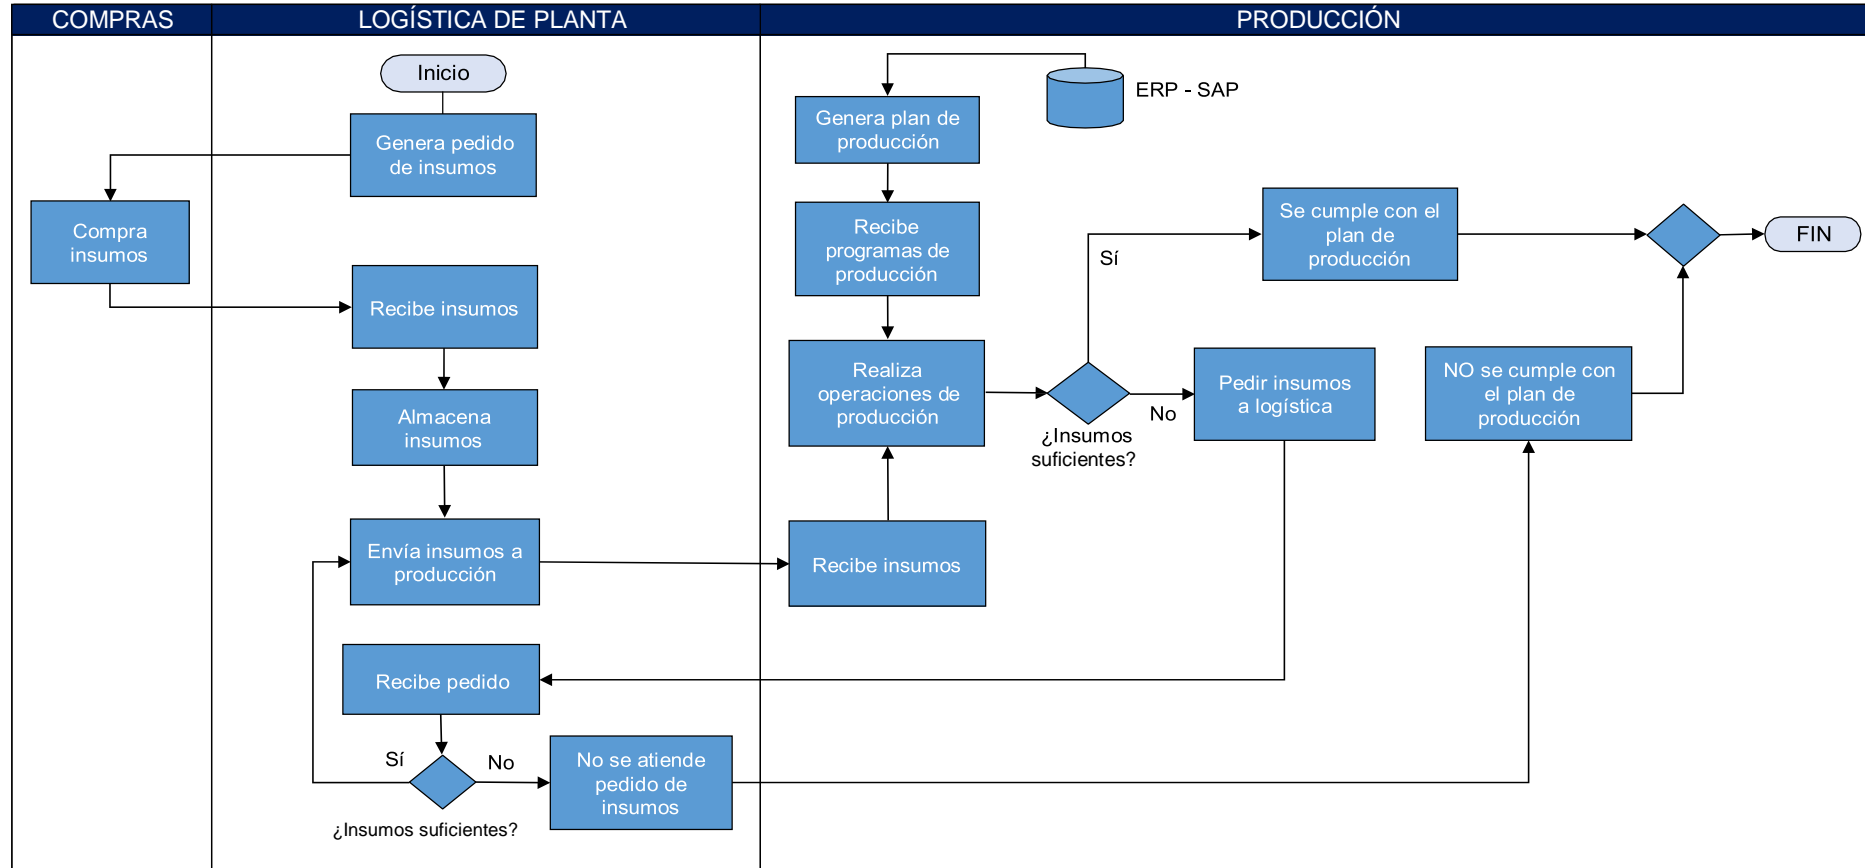 COMPRAS
LOGÍSTICA DE PLANTA
PRODUCCIÓN
Inicio
Genera pedido
de insumos
Compra
insumos
Recibe insumos
Almacena
insumos
Envía insumos a
producción
Recibe pedido
Sí
No
¿Insumos suficientes?
No se atiende
pedido de
insumos
ERP - SAP
Genera plan de
producción
Recibe
programas de
producción
Realiza
operaciones de
producción
Recibe insumos
¿Insumos
suficientes?
Sí
No
Se cumple con el
plan de
producción
Pedir insumos
a logística
NO se cumple con
el plan de
producción
FIN